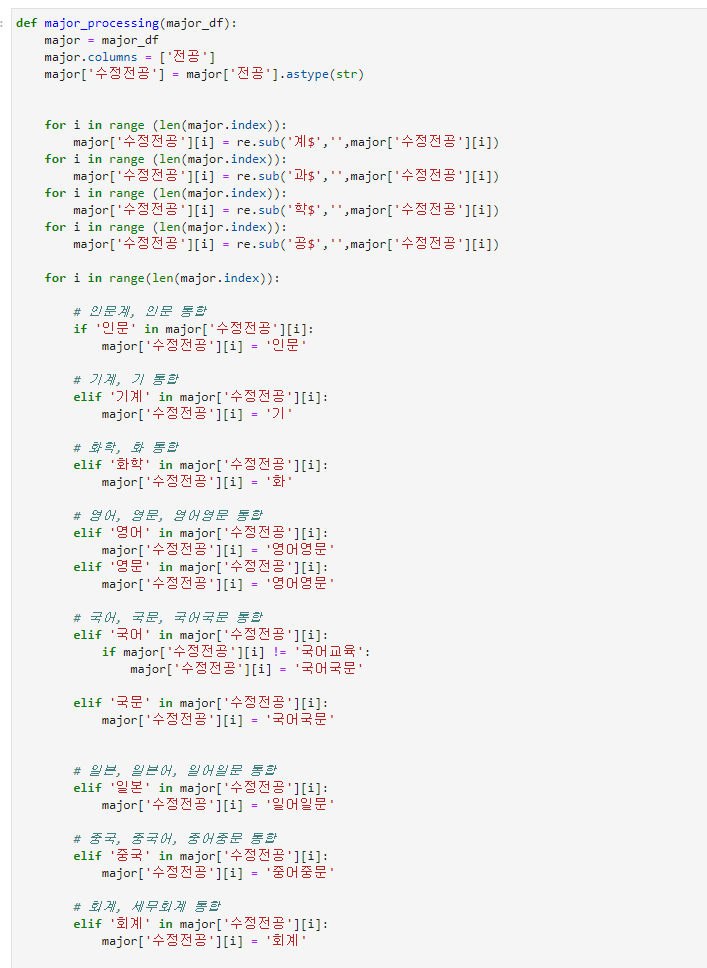 def major_processing(major_df):
    major = major_df
    major.columns = ['전공']
    major['수정전공'] = major['전공'].astype(str)
    for i in range (len(major.index)):
        major['수정전공'][i] = re.sub('계$','',major['수정전공'][i])
    for i in range (len(major.index)):
        major['수정전공'][i] = re.sub('과$','',major['수정전공'][i])
    for i in range (len(major.index)):
        major['수정전공'][i] = re.sub('학$','',major['수정전공'][i])
    for i in range (len(major.index)):
        major['수정전공'][i] = re.sub('공$','',major['수정전공'][i])
    for i in range(len(major.index)):
        # 인문계, 인문 통합
        if '인문' in major['수정전공'][i]:
            major['수정전공'][i] = '인문'
        # 기계, 기 통합
        elif '기계' in major['수정전공'][i]:
            major['수정전공'][i] = '기'
        # 화학, 화 통합
        elif '화학' in major['수정전공'][i]:
            major['수정전공'][i] = '화'
        # 영어, 영문, 영어영문 통합
        elif '영어' in major['수정전공'][i]:
            major['수정전공'][i] = '영어영문'
        elif '영문' in major['수정전공'][i]:
            major['수정전공'][i] = '영어영문'
        # 국어, 국문, 국어국문 통합
        elif '국어' in major['수정전공'][i]:
            if major['수정전공'][i] != '국어교육':
                major['수정전공'][i] = '국어국문'
        elif '국문' in major['수정전공'][i]:
            major['수정전공'][i] = '국어국문'
        # 일본, 일본어, 일어일문 통합
        elif '일본' in major['수정전공'][i]:
            major['수정전공'][i] = '일어일문'
        # 중국, 중국어, 중어중문 통합
        elif '중국' in major['수정전공'][i]:
            major['수정전공'][i] = '중어중문'
        # 회계, 세무회계 통합
        elif '회계' in major['수정전공'][i]:
            major['수정전공'][i] = '회계'